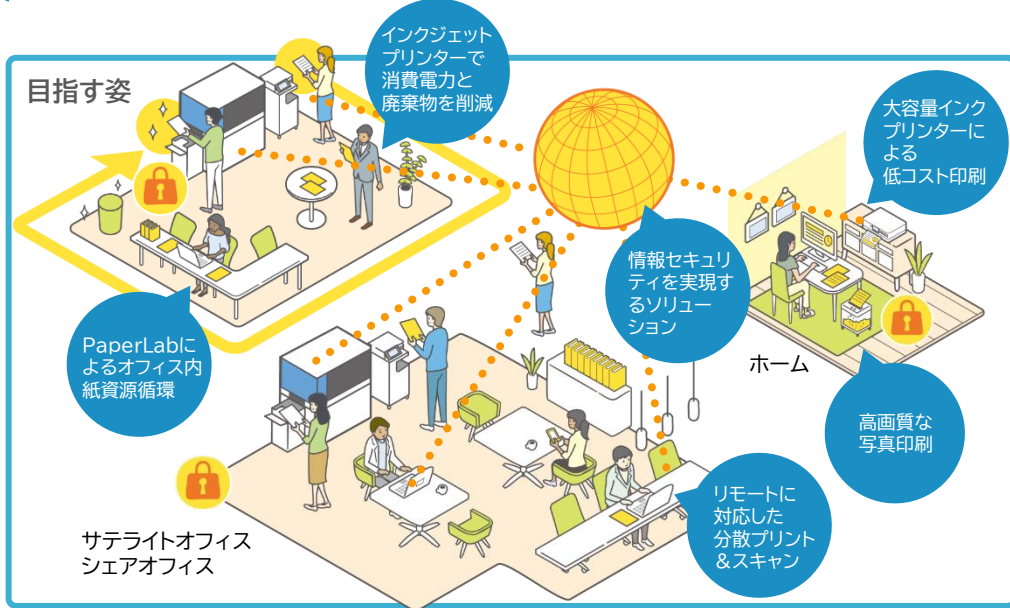 目指す姿
インクジェット
プリンターで
消費電力と
廃棄物を削減
大容量インク
プリンターに
よる
低コスト印刷
情報セキュリ
ティを実現す
るソリュー
ション
PaperLabに
よるオフィス内
紙資源循環
ホーム
高画質な
写真印刷
リモートに
対応した
分散プリント
＆スキャン
サテライトオフィス
シェアオフィス